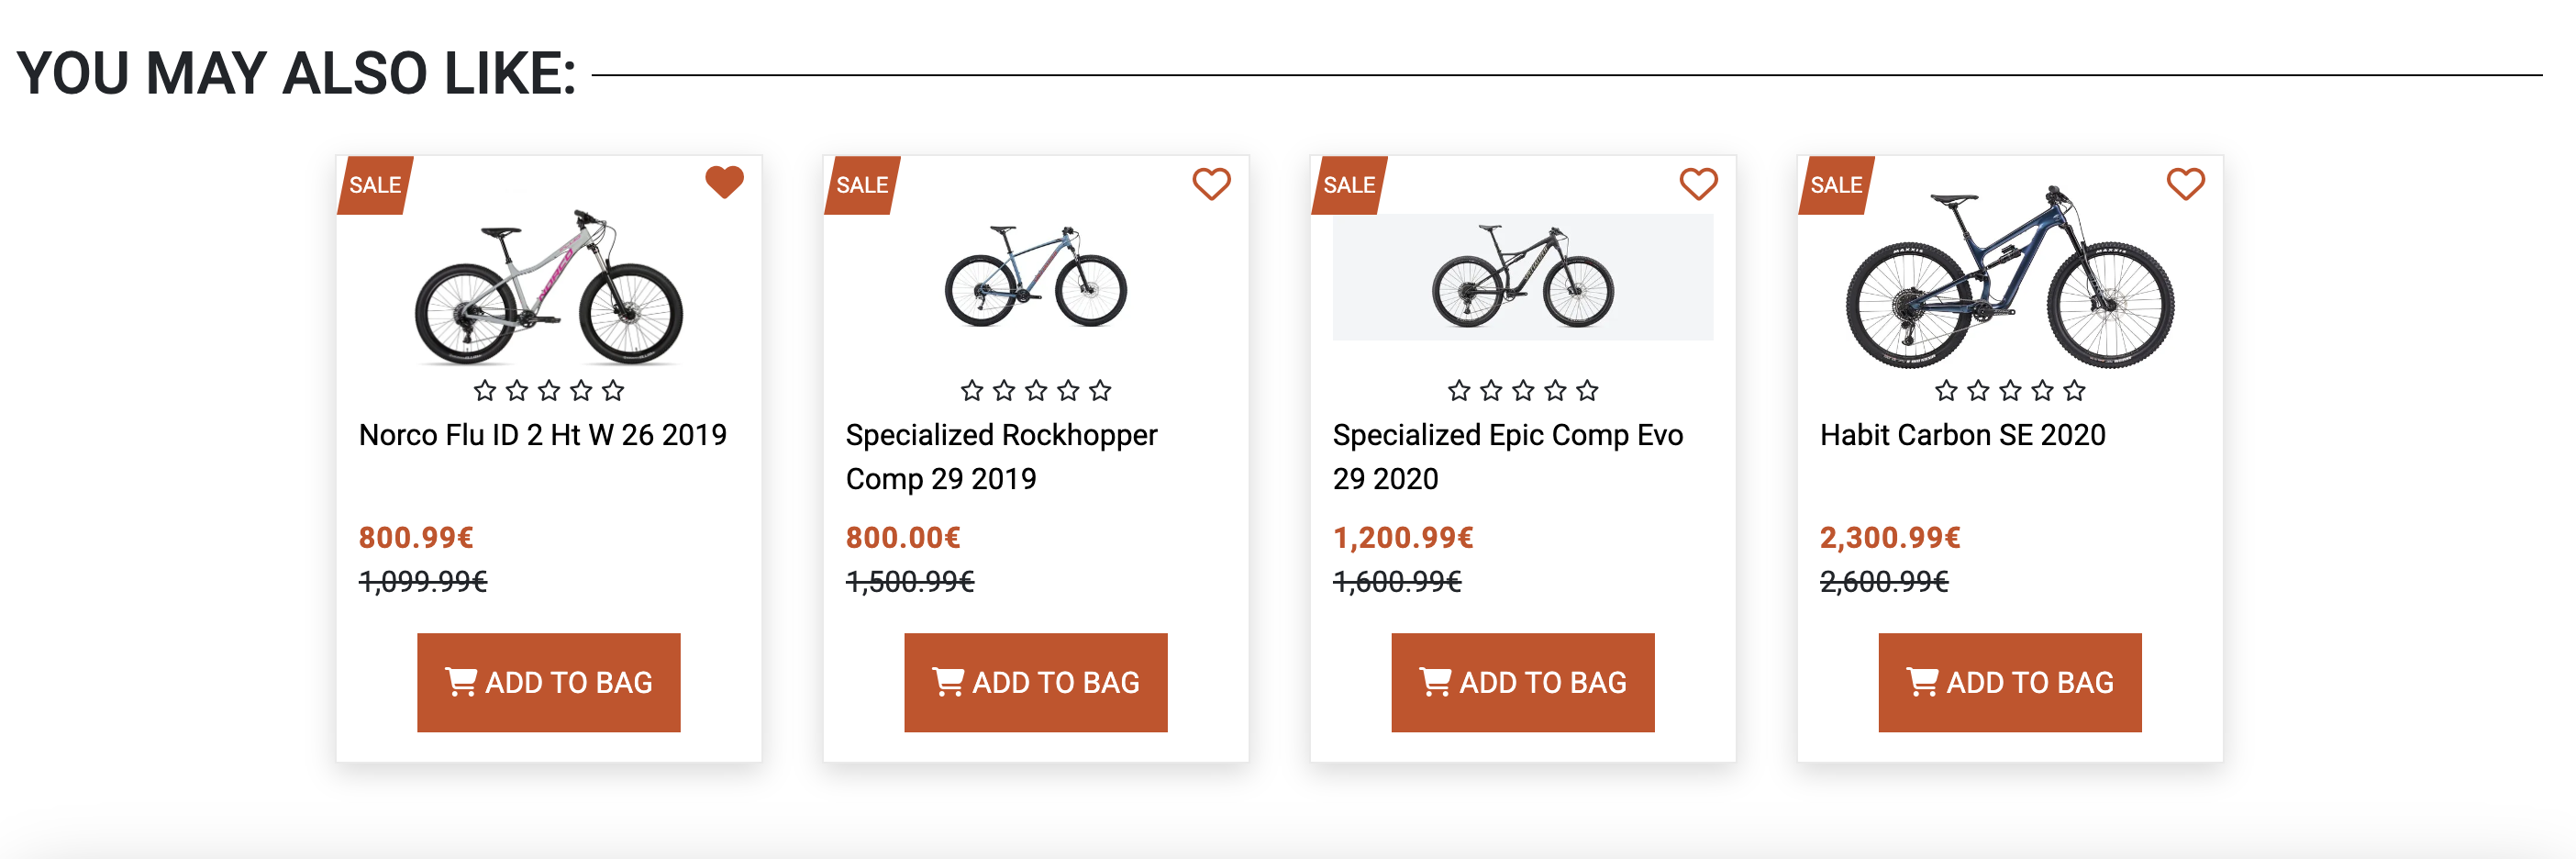 YOU MAY ALSO LIKE:
SALE
NORCO
Norco Flu ID 2 Ht W 26 2019
800.99€
1,099.99€
ADD TO BAG
SALE
Specialized Rockhopper
Comp 29 2019
800.00€
1,500.99€
ADD TO BAG
SALE
Specialized Epic Comp Evo
29 2020
1,200.99€
1,600.99€
ADD TO BAG
SALE
Habit Carbon SE 2020
2,300.99€
2,600.99€
ADD TO BAG